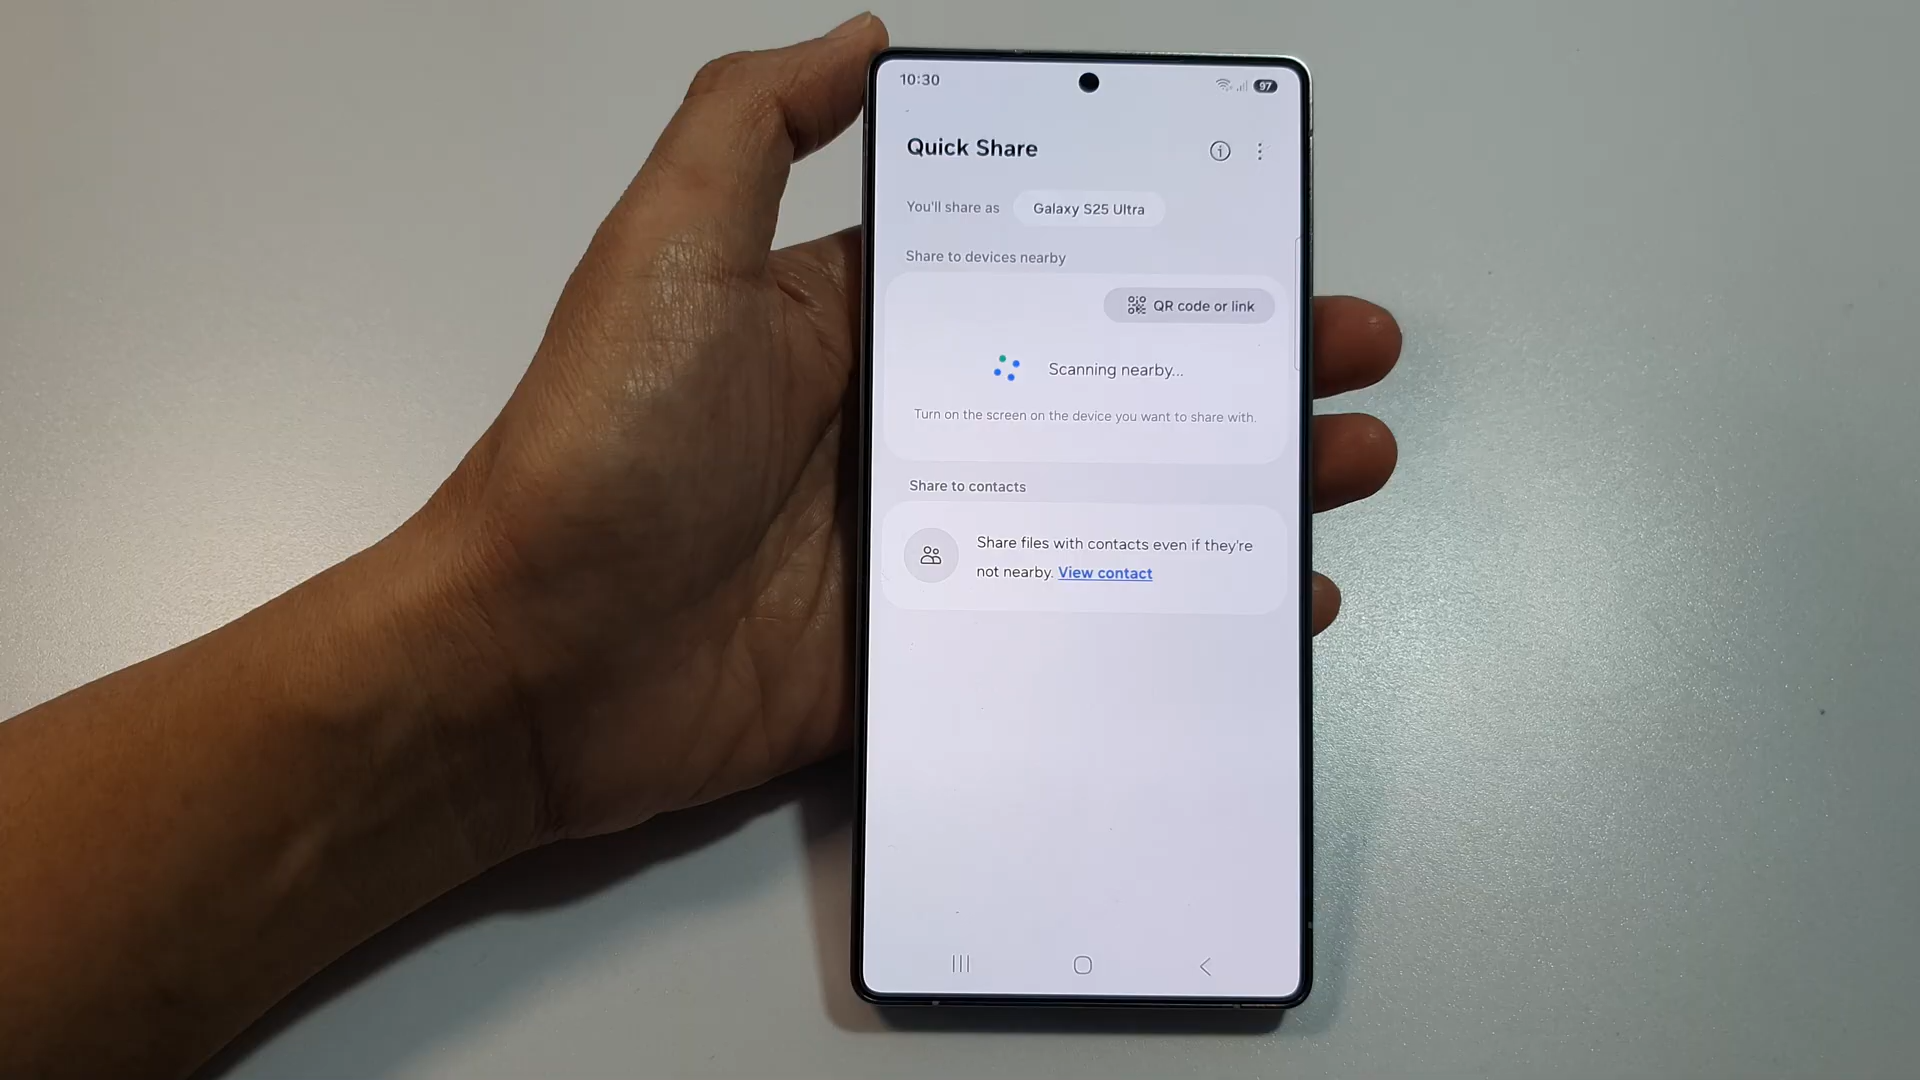 10:30
97
Quick Share
You'll share as Galaxy S25 Ultra
Share to devices nearby
QR code or link
Scanning nearby...
Turn on the screen on the device you want to share with.
Share to contacts
Share files with contacts even if they're
not nearby. View contact